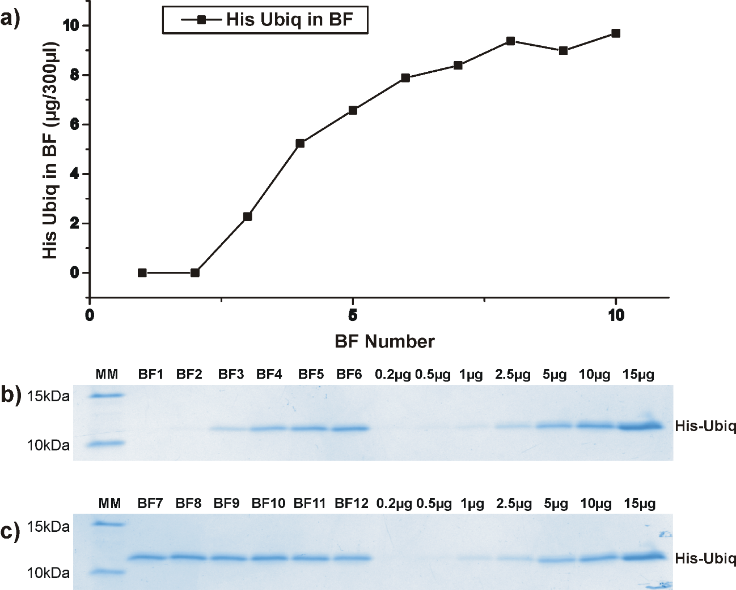 a)
His Ubiq in BF
His Ubiq in BF (µg/300µl)
10
8
6
4
2
0
0
5
10
BF Number
b)
MM BF1 BF2 BF3 BF4 BF5 BF6 0.2µg 0.5µg 1µg 2.5µg 5µg 10µg 15µg
15kDa
His-Ubiq
10kDa
c)
MM BF7 BF8 BF9 BF10 BF11 BF12 0.2µg 0.5µg 1µg 2.5µg 5µg 10µg 15µg
15kDa
His-Ubiq
10kDa